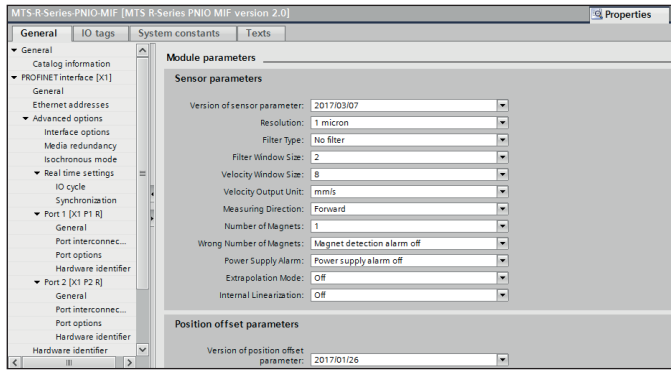 MTS-R-Series-PNIO-MIF [MTS R-Series PNIO MIF version 2.0]
Properties
General
IO tags
System constants
Texts
General
Catalog information
PROFINET interface [X1]
General
Ethernet addresses
Advanced options
Interface options
Media redundancy
Isochronous mode
Real time settings
IO cycle
Synchronization
Port 1 [X1 P1 R]
General
Port interconnec...
Port options
Hardware identifier
Port 2 [X1 P2 R]
General
Port interconnec...
Port options
Hardware identifier
Hardware identifier
Module parameters
Sensor parameters
Version of sensor parameter: 2017/03/07
Resolution: 1 micron
Filter Type: No filter
Filter Window Size: 2
Velocity Window Size: 8
Velocity Output Unit: mm/s
Measuring Direction: Forward
Number of Magnets: 1
Wrong Number of Magnets: Magnet detection alarm off
Power Supply Alarm: Power supply alarm off
Extrapolation Mode: Off
Internal Linearization: Off
Position offset parameters
Version of position offset
parameter: 2017/01/26